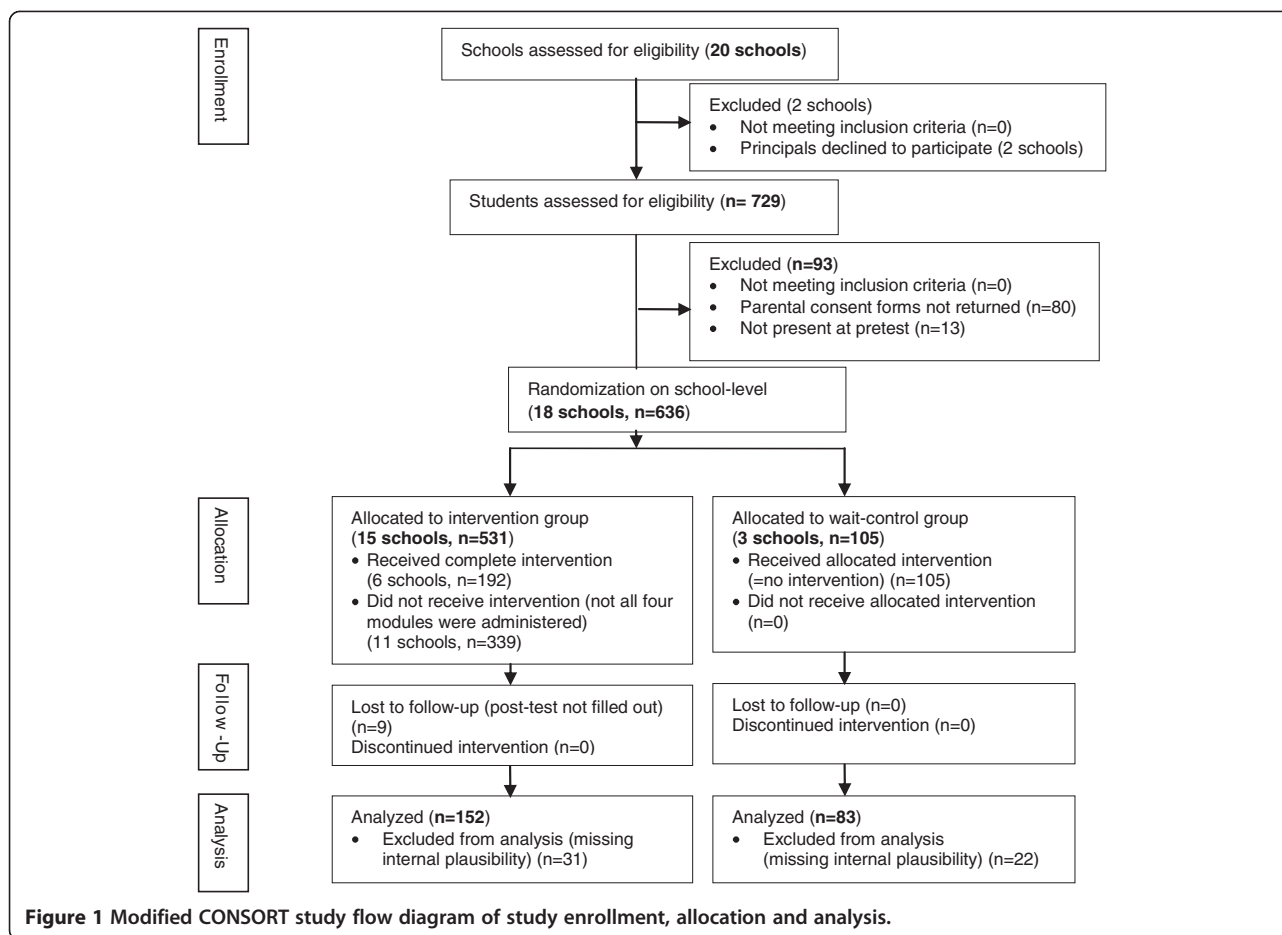 Enrollment
Schools assessed for eligibility (20 schools)
Excluded (2 schools)
• Not meeting inclusion criteria (n=0)
• Principals declined to participate (2 schools)
Students assessed for eligibility (n= 729)
Excluded (n=93)
• Not meeting inclusion criteria (n=0)
• Parental consent forms not returned (n=80)
• Not present at pretest (n=13)
Randomization on school-level
(18 schools, n=636)
Allocation
Allocated to intervention group
(15 schools, n=531)
• Received complete intervention
(6 schools, n=192)
• Did not receive intervention (not all four
modules were administered)
(11 schools, n=339)
Allocated to wait-control group
(3 schools, n=105)
• Received allocated intervention
(=no intervention) (n=105)
• Did not receive allocated intervention
(n=0)
Follow-Up
Lost to follow-up (post-test not filled out)
(n=9)
Discontinued intervention (n=0)
Lost to follow-up (n=0)
Discontinued intervention (n=0)
Analysis
Analyzed (n=152)
• Excluded from analysis (missing
internal plausibility) (n=31)
Analyzed (n=83)
• Excluded from analysis
(missing internal plausibility) (n=22)
Figure 1 Modified CONSORT study flow diagram of study enrollment, allocation and analysis.